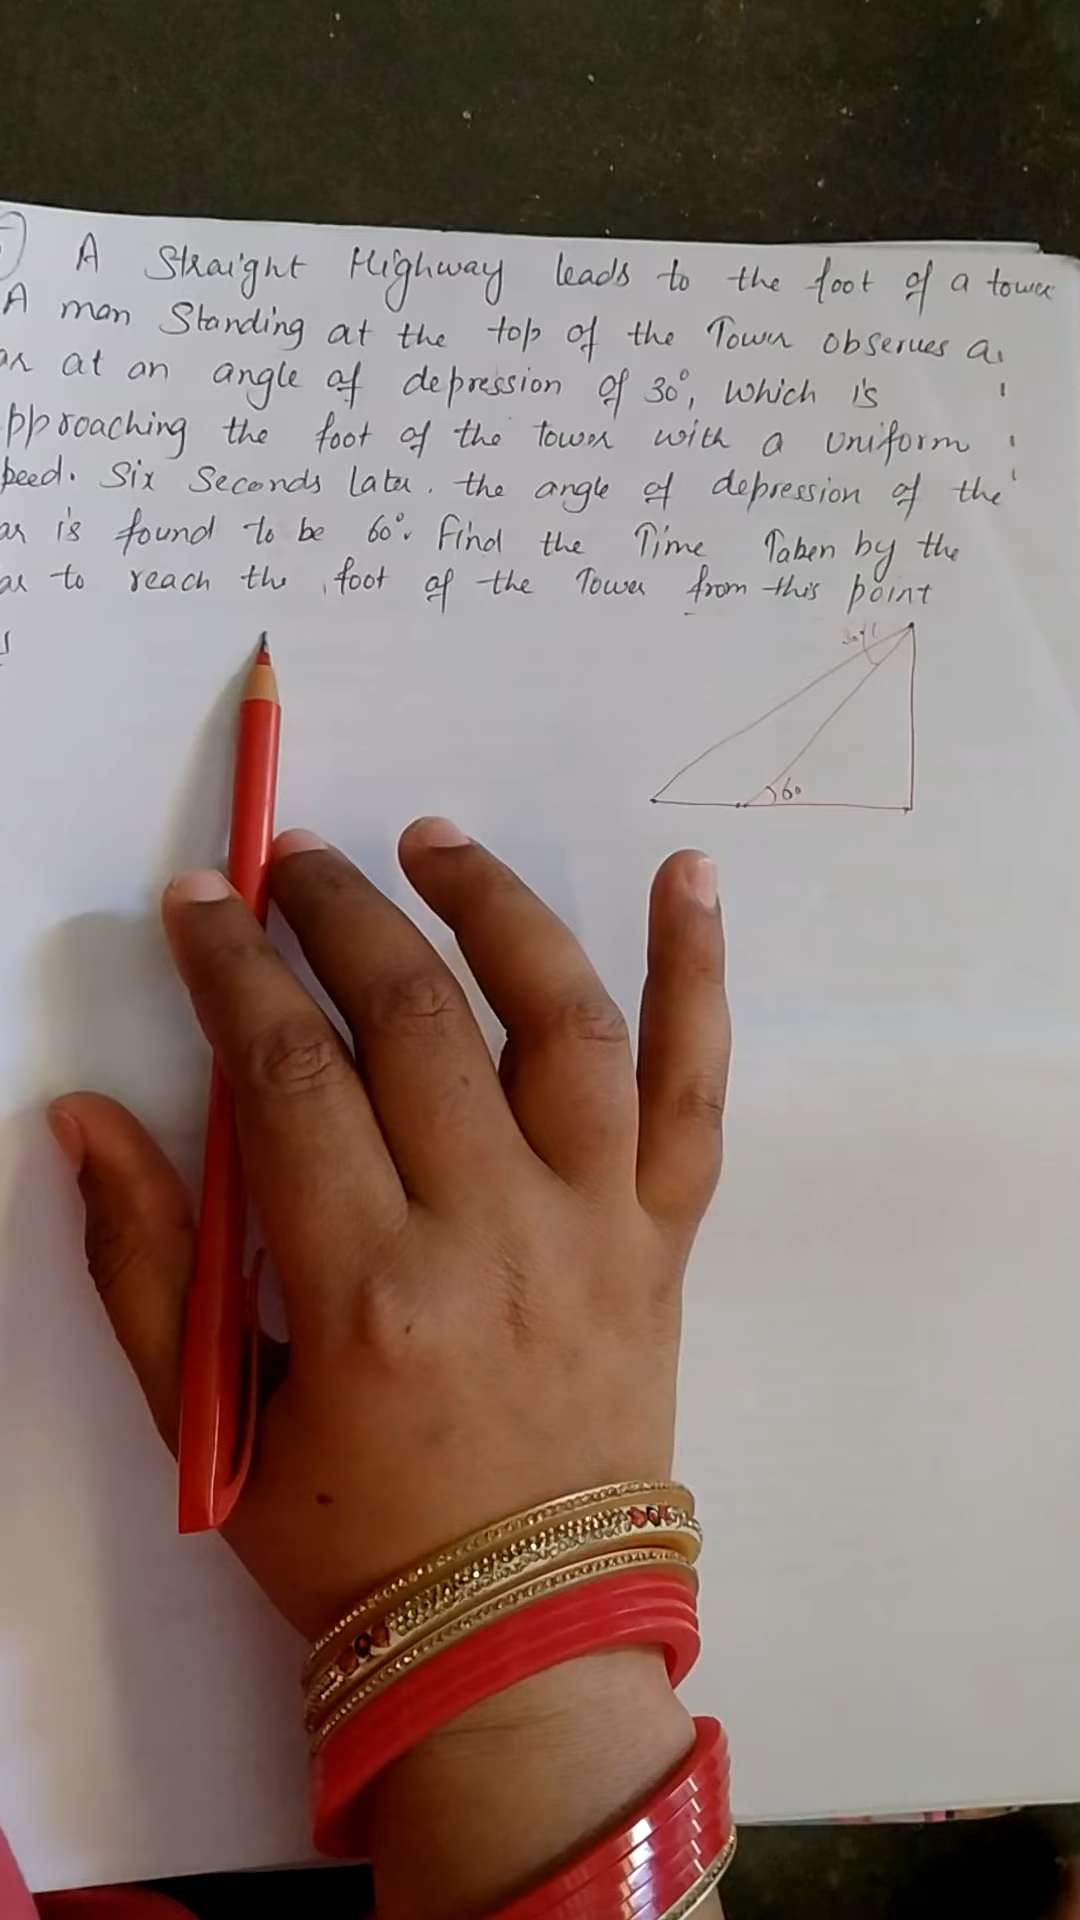 A Straight Highway leads to the foot of a tower
A man Standing at the top of the Tower observes a
at an angle of depression of 30°, which is
pproaching the foot of the tower with a uniform
peed. Six Seconds Later. the angle of depression of the
ar is found to be 60°. Find the Time Taken by the
ar to reach the foot of the Tower from this point
30°
60